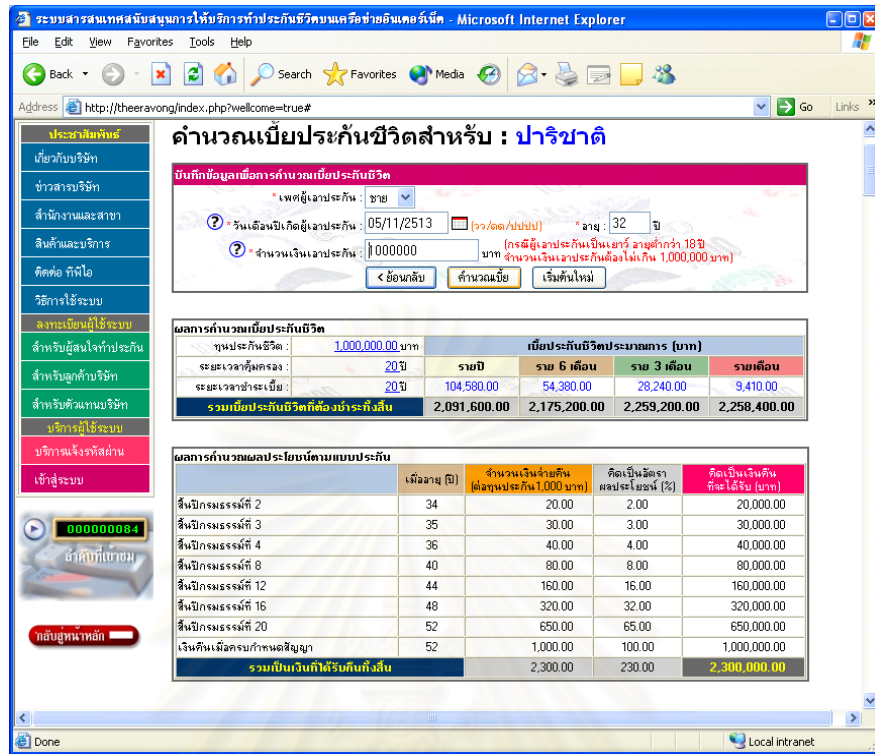 ระบบสารสนเทศสนับสนุนการให้บริการทำประกันชีวิตบนเครือข่ายอินเตอร์เน็ต - Microsoft Internet Explorer
File Edit View Favorites Tools Help
Back Search Favorites Media
Address http://theeravong/index.php?wellcome=true# Go Links »
ประชาสัมพันธ์
เกี่ยวกับบริษัท
ข่าวสารบริษัท
สำนักงานและสาขา
สินค้าและบริการ
ติดต่อ ทีพีไอ
วิธีการใช้ระบบ
ลงทะเบียนผู้ใช้ระบบ
สำหรับผู้สนใจทำประกัน
สำหรับลูกค้าบริษัท
สำหรับตัวแทนบริษัท
บริการผู้ใช้ระบบ
บริการแจ้งรหัสผ่าน
เข้าสู่ระบบ
000000084
ลำดับที่เข้าชม
กลับสู่หน้าหลัก
คำนวณเบี้ยประกันชีวิตสำหรับ : ปาริชาติ
บันทึกข้อมูลเพื่อการคำนวณเบี้ยประกันชีวิต
* เพศผู้เอาประกัน : ชาย
* วันเดือนปีเกิดผู้เอาประกัน : 05/11/2513 (วว/ดด/ปปปป) * อายุ : 32 ปี
* จำนวนเงินเอาประกัน : 1000000 บาท (กรณีผู้เอาประกันเป็นเยาว์ อายุต่ำกว่า 18 ปี
จำนวนเงินเอาประกันต้องไม่เกิน 1,000,000 บาท)
< ย้อนกลับ คำนวณเบี้ย เริ่มต้นใหม่
ผลการคำนวณเบี้ยประกันชีวิต
ทุนประกันชีวิต : 1,000,000.00 บาท เบี้ยประกันชีวิตประมาณการ (บาท)
ระยะเวลาคุ้มครอง : 20 ปี รายปี ราย 6 เดือน ราย 3 เดือน รายเดือน
ระยะเวลาชำระเบี้ย : 20 ปี 104,580.00 54,380.00 28,240.00 9,410.00
รวมเบี้ยประกันชีวิตที่ต้องชำระทั้งสิ้น 2,091,600.00 2,175,200.00 2,259,200.00 2,258,400.00
ผลการคำนวณผลประโยชน์ตามแบบประกัน
เมื่ออายุ (ปี) จำนวนเงินจ่ายคืน (ต่อทุนประกัน1,000 บาท) คิดเป็นอัตรา ผลประโยชน์ (%) คิดเป็นเงินคืน ที่จะได้รับ (บาท)
สิ้นปีกรมธรรม์ที่ 2 34 20.00 2.00 20,000.00
สิ้นปีกรมธรรม์ที่ 3 35 30.00 3.00 30,000.00
สิ้นปีกรมธรรม์ที่ 4 36 40.00 4.00 40,000.00
สิ้นปีกรมธรรม์ที่ 8 40 80.00 8.00 80,000.00
สิ้นปีกรมธรรม์ที่ 12 44 160.00 16.00 160,000.00
สิ้นปีกรมธรรม์ที่ 16 48 320.00 32.00 320,000.00
สิ้นปีกรมธรรม์ที่ 20 52 650.00 65.00 650,000.00
เงินคืนเมื่อครบกำหนดสัญญา 52 1,000.00 100.00 1,000,000.00
รวมเป็นเงินที่ได้รับคืนทั้งสิ้น 2,300.00 230.00 2,300,000.00
Done Local intranet